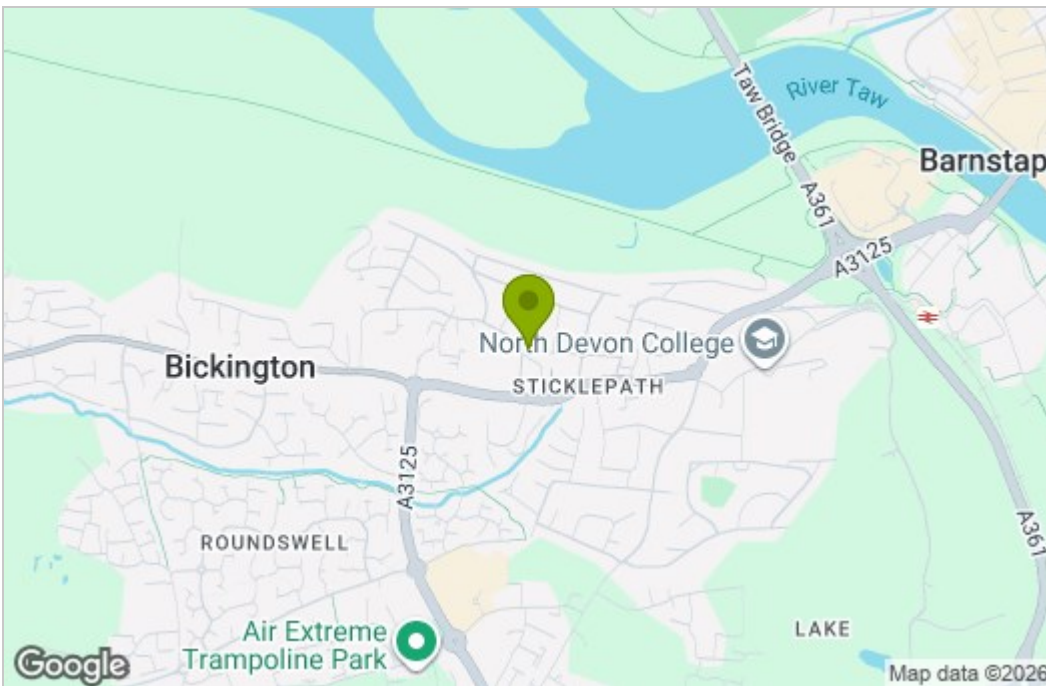 River Taw
Taw Bridge
Barnstap
A361
A3125
North Devon College
Bickington
STICKLEPATH
A3125
A361
ROUNDSWELL
Air Extreme
Trampoline Park
LAKE
Google
Map data ©2026